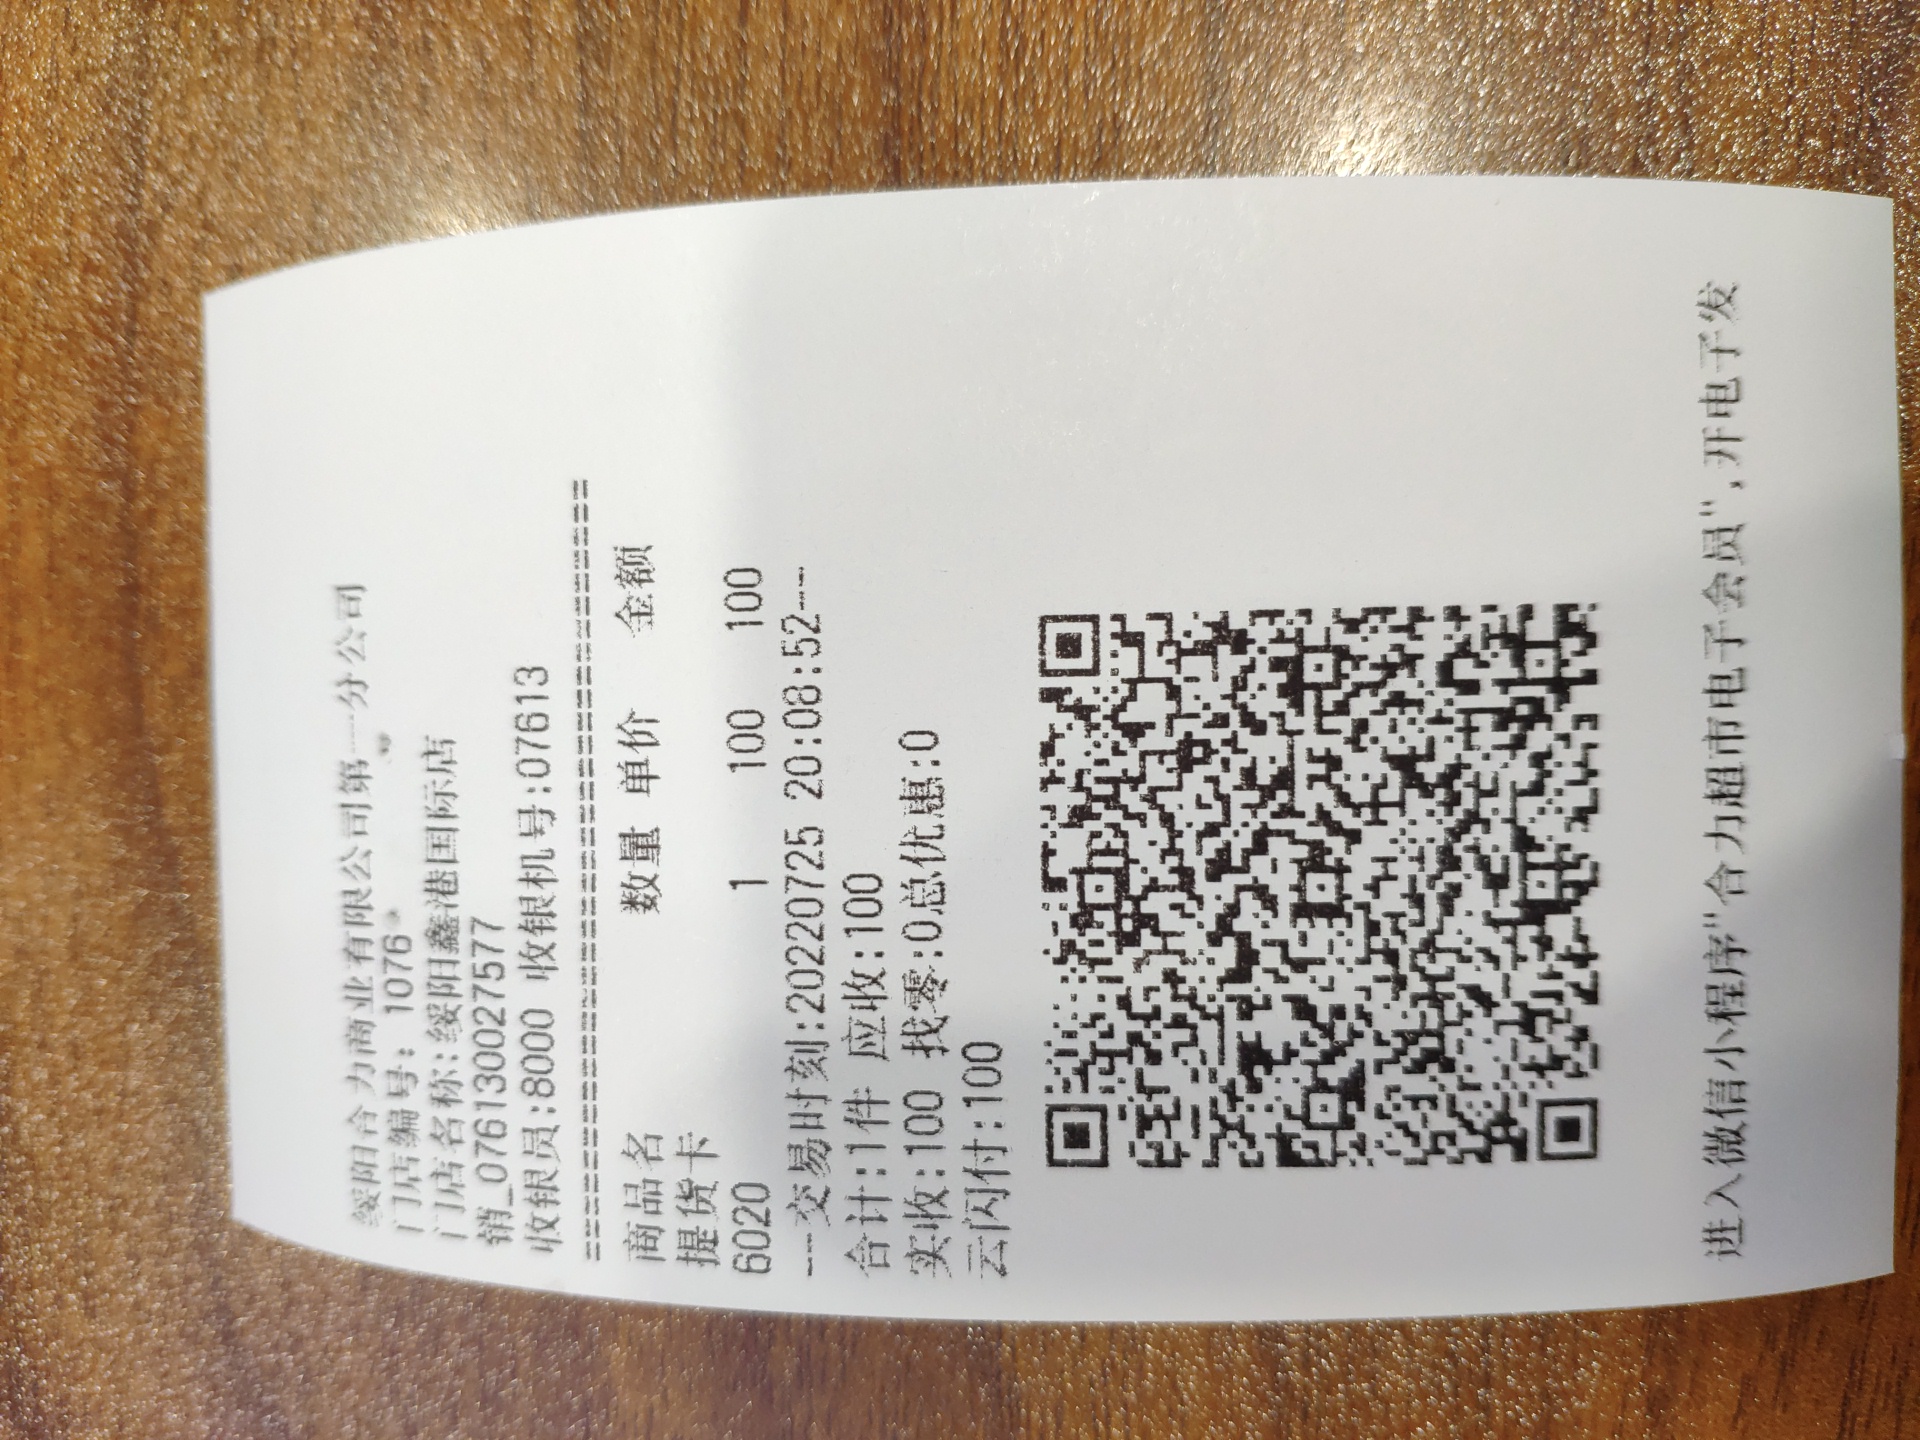 绥阳合力商业有限公司第一分公司
门店编号: 1076
门店名称:绥阳鑫港国际店
销_076130027577
收银员:8000 收银机号:07613
================================
商品名 数量 单价 金额
提货卡
6020 1 100 100
---交易时刻:20220725 20:08:52---
合计:1件 应收:100
实收:100 找零:0总优惠:0
云闪付:100
进入微信小程序"合力超市电子会员",开电子发